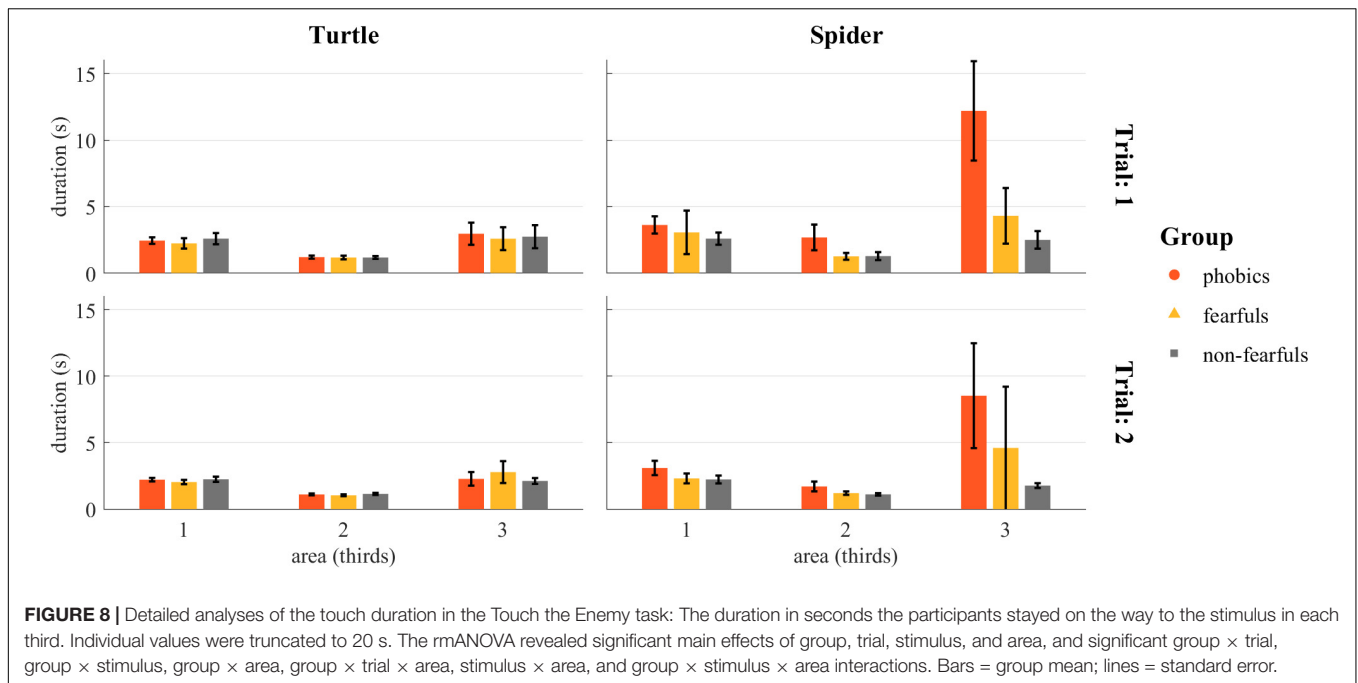 Turtle Spider
15
10
5
0
duration (s)
Trial: 1
15
10
5
0
duration (s)
Trial: 2
1 2 3 1 2 3
area (thirds) area (thirds)
Group
phobics
fearfuls
non-fearfuls
FIGURE 8 | Detailed analyses of the touch duration in the Touch the Enemy task: The duration in seconds the participants stayed on the way to the stimulus in each
third. Individual values were truncated to 20 s. The rmANOVA revealed significant main effects of group, trial, stimulus, and area, and significant group × trial,
group × stimulus, group × area, group × trial × area, stimulus × area, and group × stimulus × area interactions. Bars = group mean; lines = standard error.